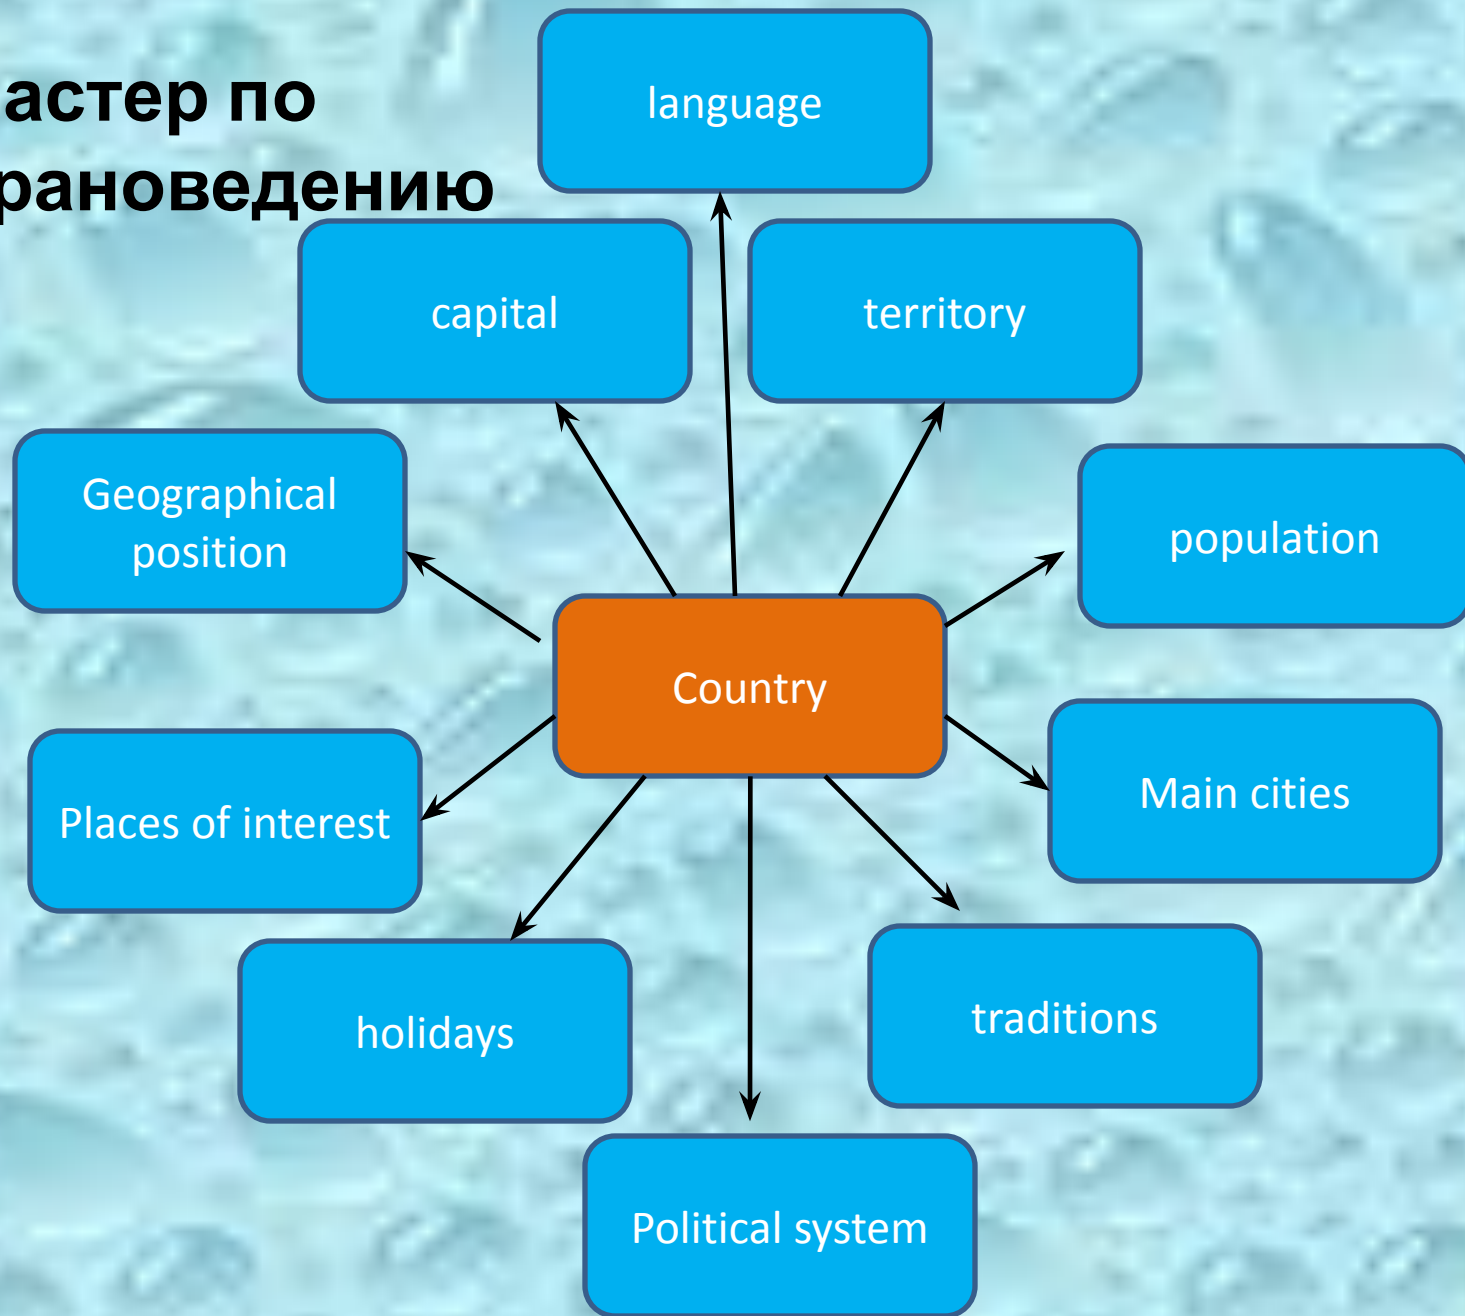 астер по
рановедению
language
capital
territory
Geographical
position
population
Country
Places of interest
Main cities
holidays
traditions
Political system